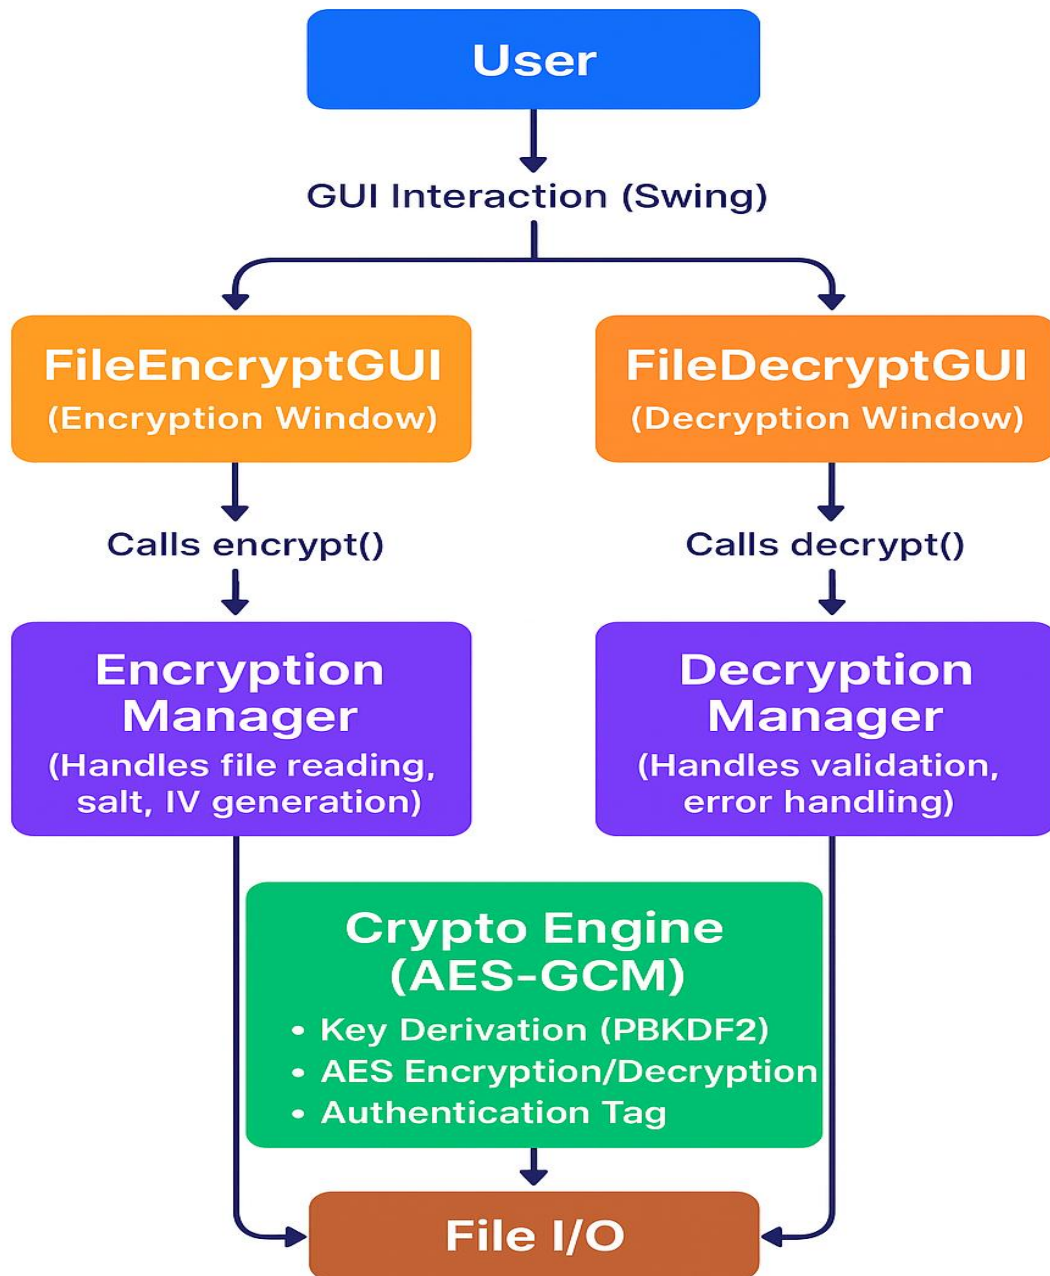 User
GUI Interaction (Swing)
FileEncryptGUI
(Encryption Window)
FileDecryptGUI
(Decryption Window)
Calls encrypt()
Calls decrypt()
Encryption
Manager
(Handles file reading,
salt, IV generation)
Decryption
Manager
(Handles validation,
error handling)
Crypto Engine
(AES-GCM)
• Key Derivation (PBKDF2)
• AES Encryption/Decryption
• Authentication Tag
File I/O